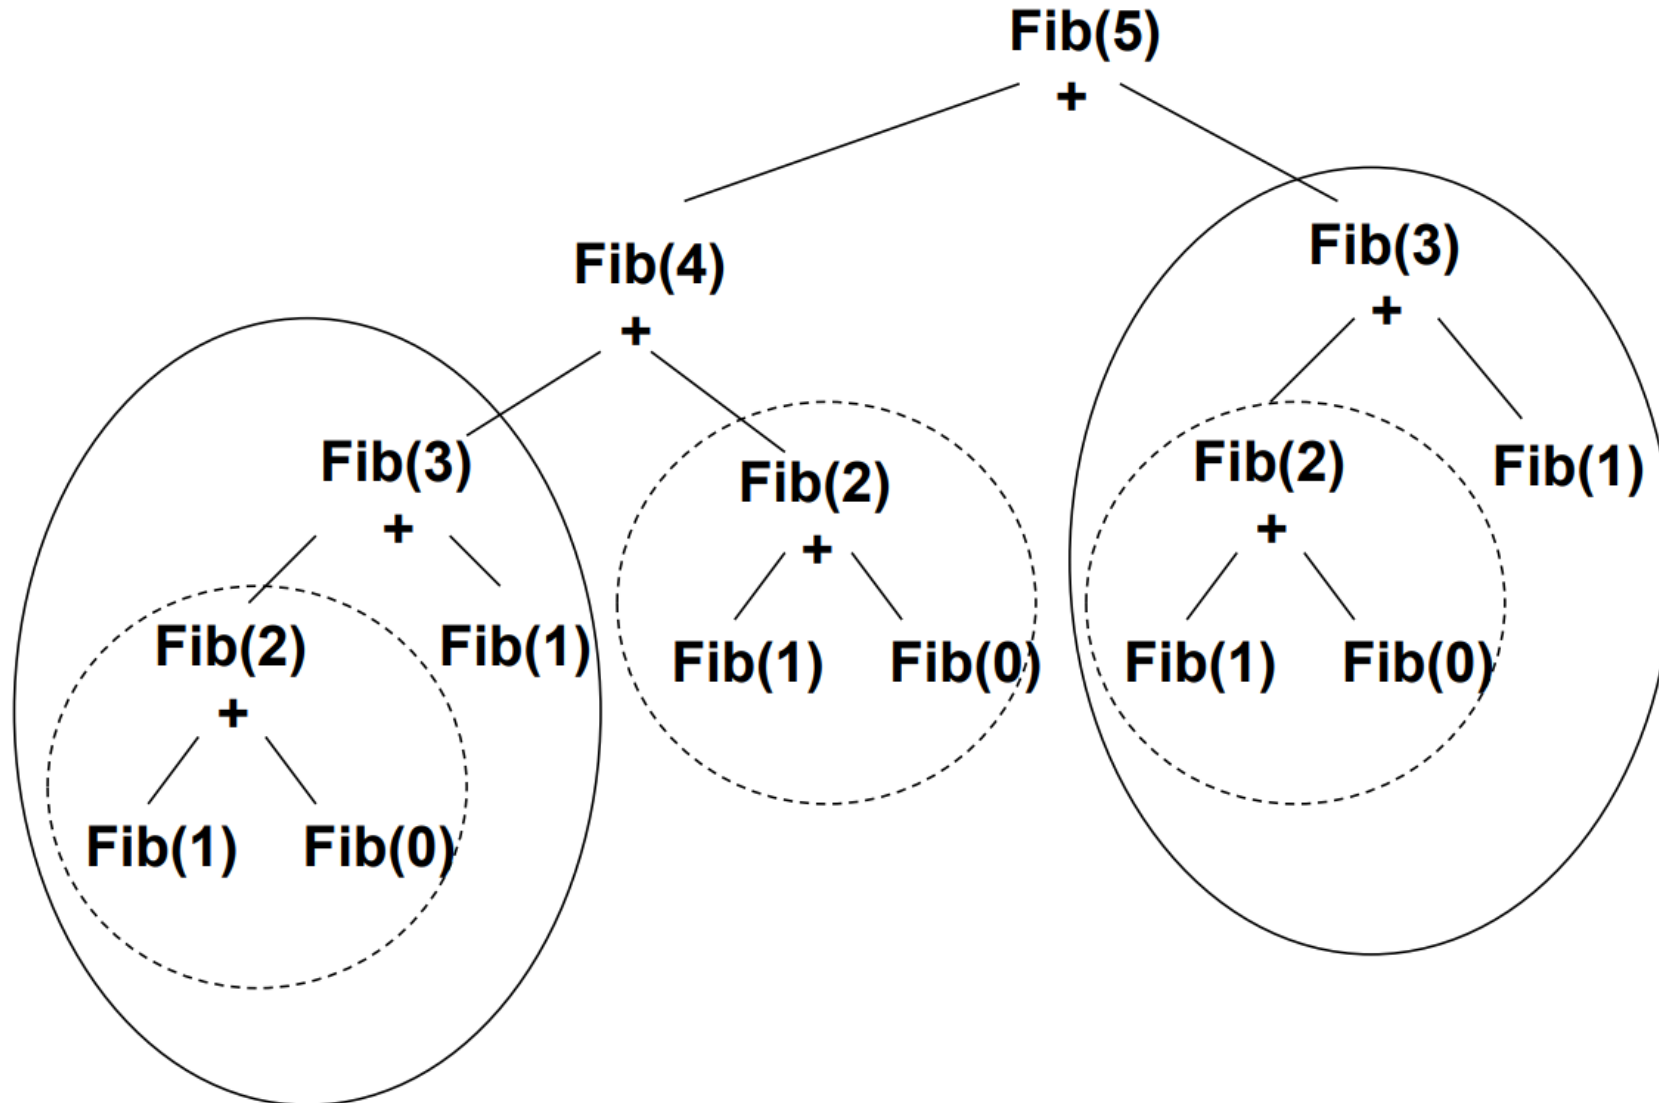 Fib(5)
+
Fib(4)
+
Fib(3)
+
Fib(3)
+
Fib(2)
+
Fib(2)
+
Fib(1)
Fib(2)
+
Fib(1)
Fib(1)
Fib(0)
Fib(1)
Fib(0)
Fib(1)
Fib(0)